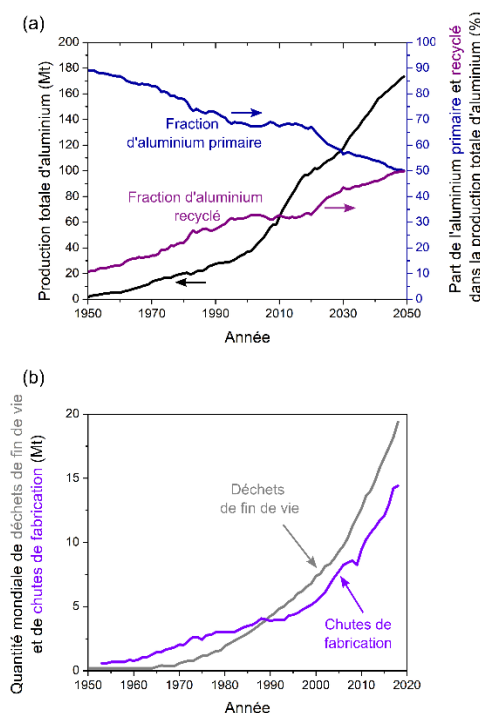 (a)
Production totale d'aluminium (Mt)
200
180
160
140
120
100
80
60
40
20
0
Fraction
d'aluminium primaire
Fraction d'aluminium
recyclé
100
90
80
70
60
50
40
30
20
10
0
Part de l'aluminium primaire et recyclé
dans la production totale d'aluminium (%)
1950 1970 1990 2010 2030 2050
Année
(b)
Quantité mondiale de déchets de fin de vie
et de chutes de fabrication (Mt)
20
15
10
5
0
Déchets
de fin de vie
Chutes de
fabrication
1950 1960 1970 1980 1990 2000 2010 2020
Année